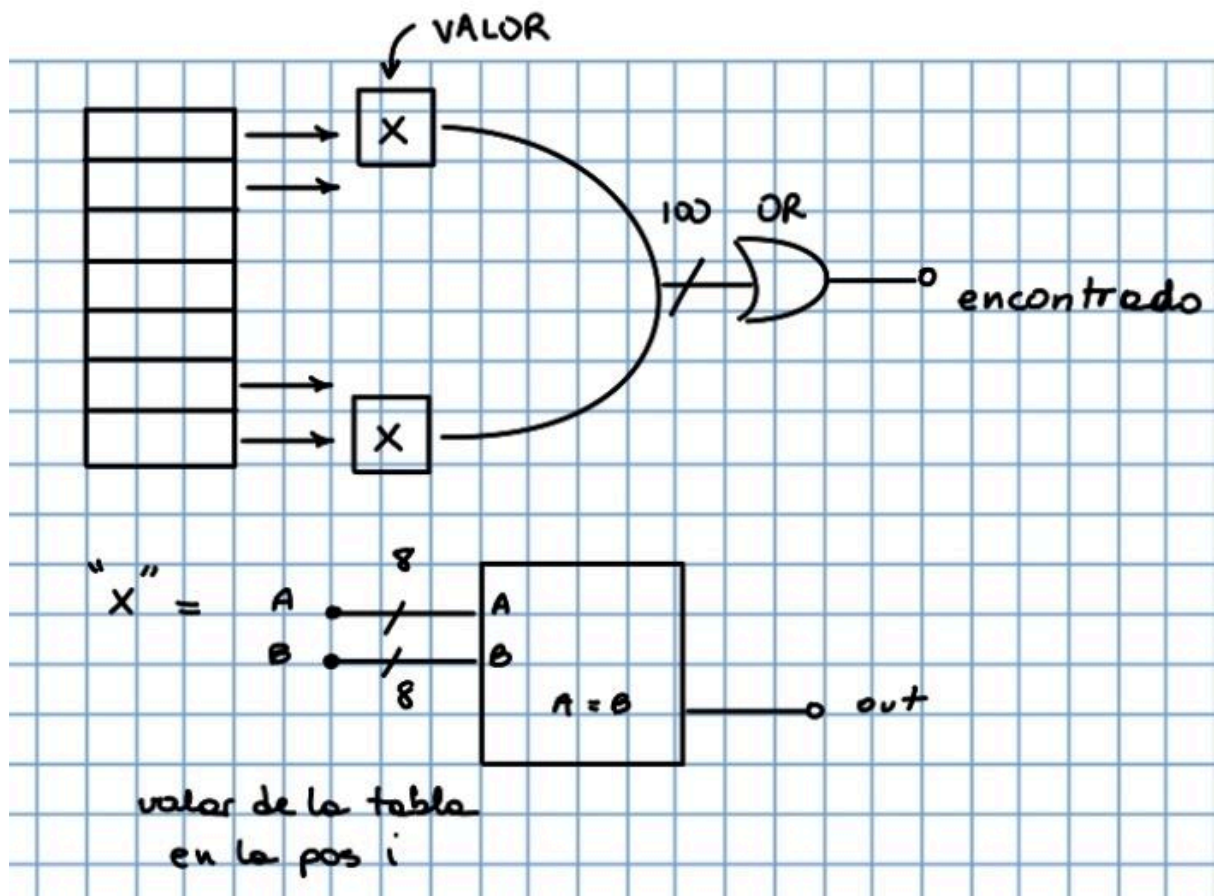 VALOR
X
100 OR
encontrado
X
"X" = A 8 A
B 8 B
A = B out
valor de la tabla
en la pos i